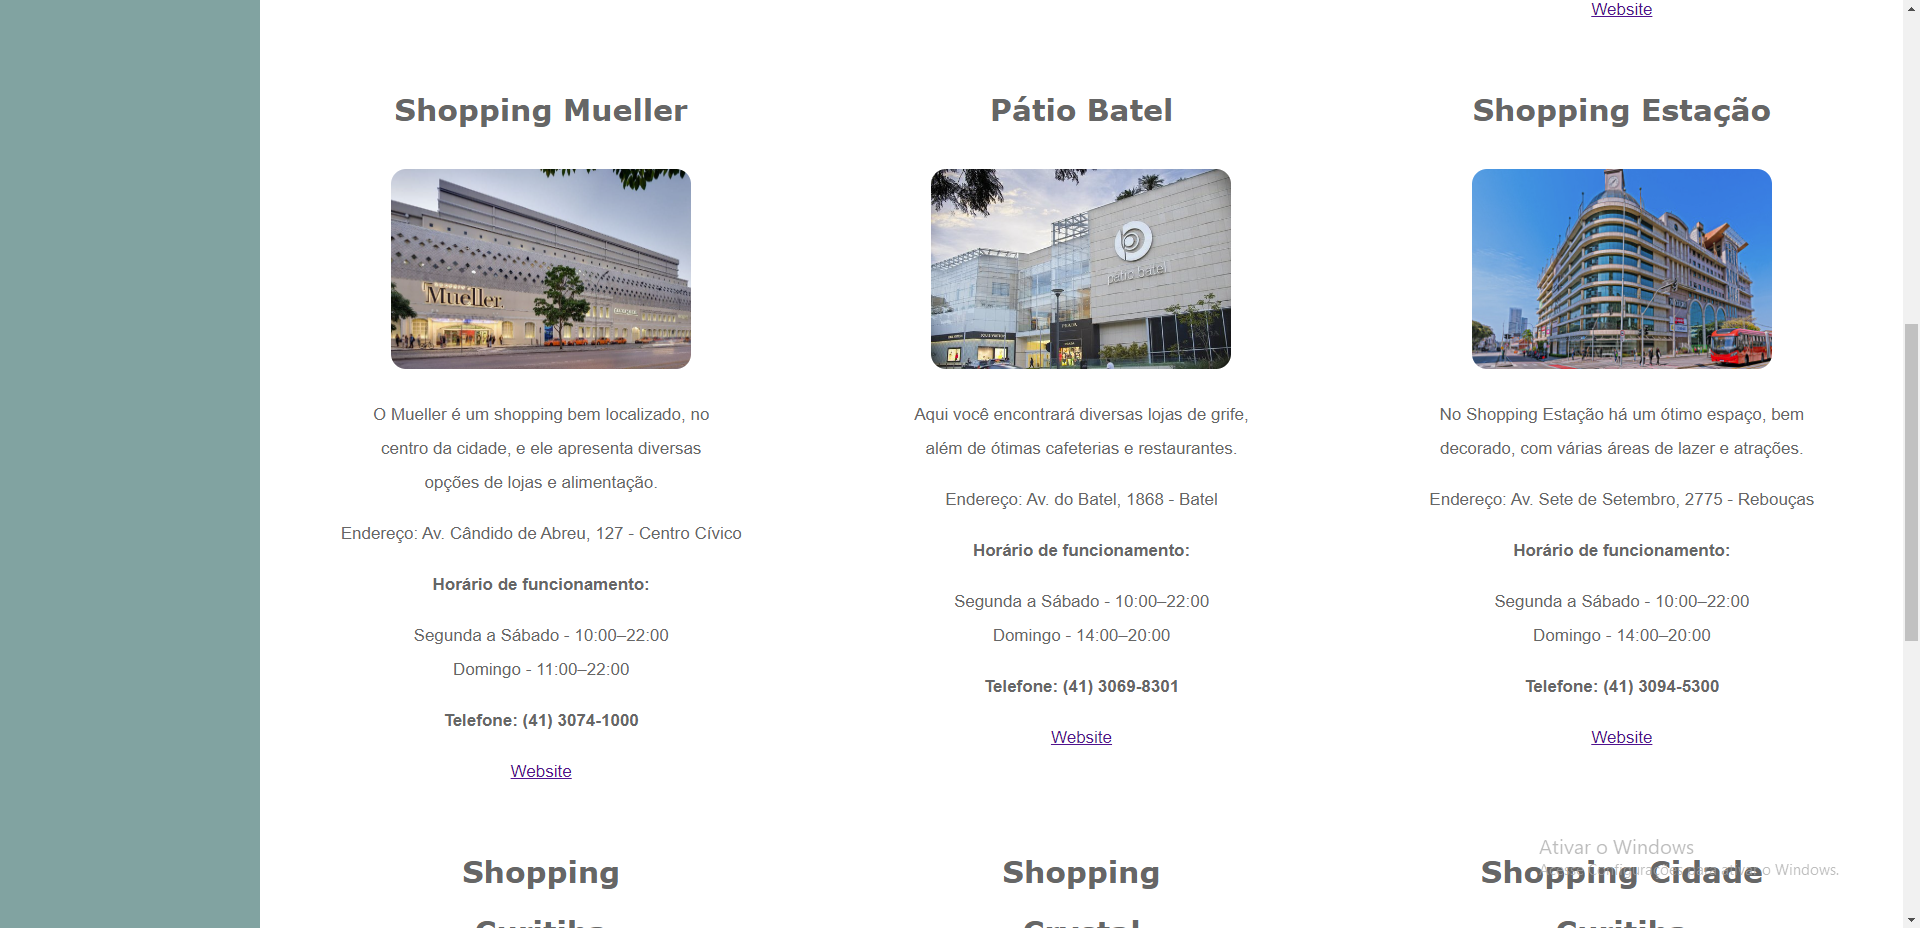 Website
Shopping Mueller
Mueller
O Mueller é um shopping bem localizado, no
centro da cidade, e ele apresenta diversas
opções de lojas e alimentação.
Endereço: Av. Cândido de Abreu, 127 - Centro Cívico
Horário de funcionamento:
Segunda a Sábado - 10:00–22:00
Domingo - 11:00–22:00
Telefone: (41) 3074-1000
Website
Pátio Batel
pátio batel
Aqui você encontrará diversas lojas de grife,
além de ótimas cafeterias e restaurantes.
Endereço: Av. do Batel, 1868 - Batel
Horário de funcionamento:
Segunda a Sábado - 10:00–22:00
Domingo - 14:00–20:00
Telefone: (41) 3069-8301
Website
Shopping Estação
No Shopping Estação há um ótimo espaço, bem
decorado, com várias áreas de lazer e atrações.
Endereço: Av. Sete de Setembro, 2775 - Rebouças
Horário de funcionamento:
Segunda a Sábado - 10:00–22:00
Domingo - 14:00–20:00
Telefone: (41) 3094-5300
Website
Shopping
Curitiba
Shopping
Crystal
Shopping Cidade
Curitiba
Ativar o Windows
Acesse Configurações para ativar o Windows.